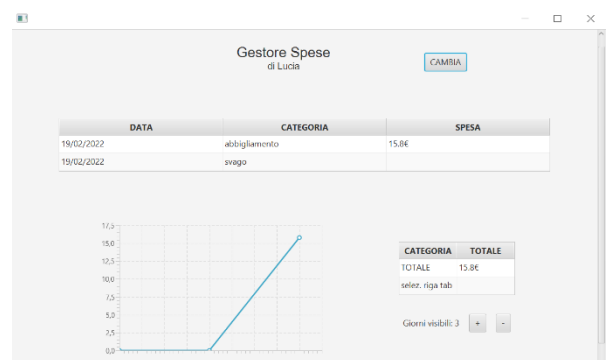 Gestore Spese
di Lucia
CAMBIA
DATA CATEGORIA SPESA
19/02/2022 abbigliamento 15.8€
19/02/2022 svago
17,5
15,0
12,5
10,0
7,5
5,0
2,5
0,0
CATEGORIA TOTALE
TOTALE 15.8€
selez. riga tab
Giorni visibili: 3 + -